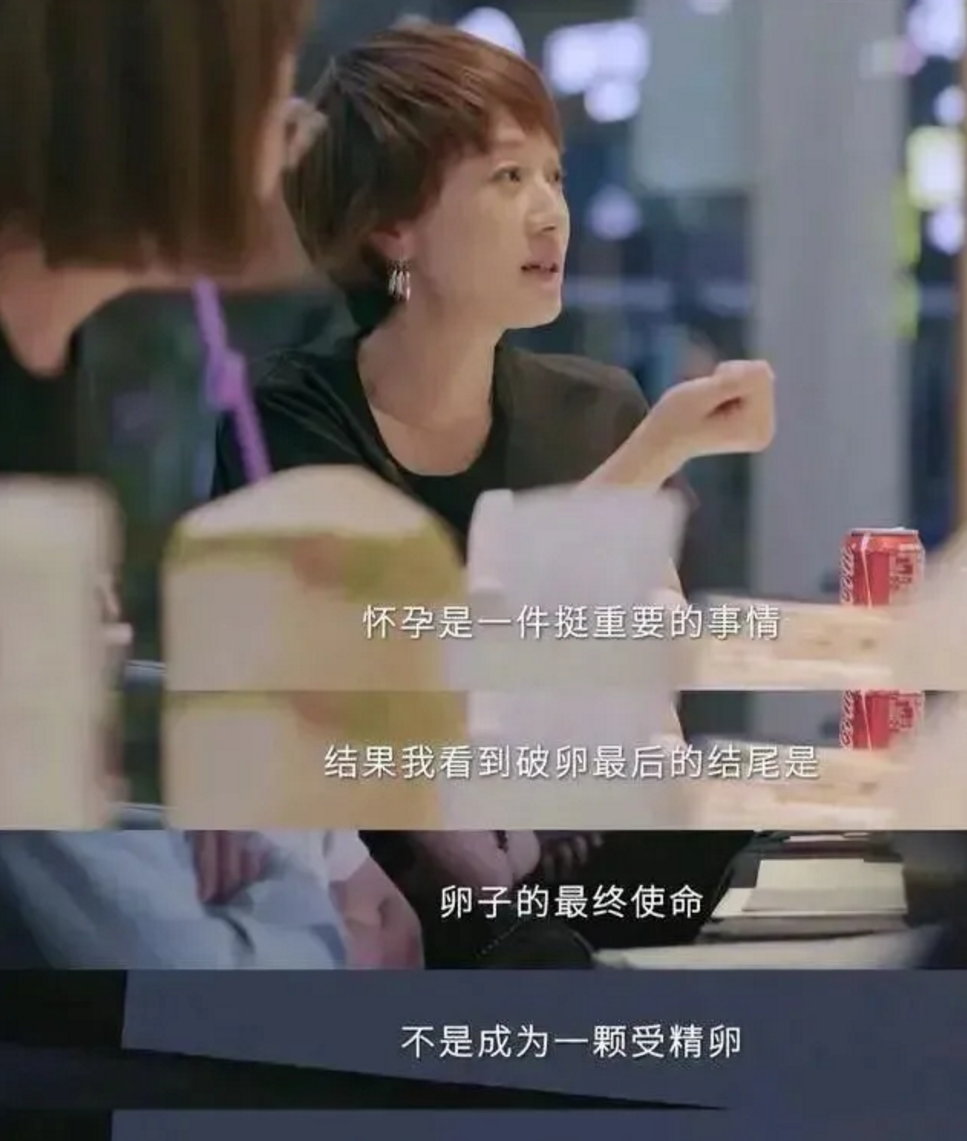 怀孕是一件挺重要的事情
结果我看到破卵最后的结尾是
卵子的最终使命
不是成为一颗受精卵